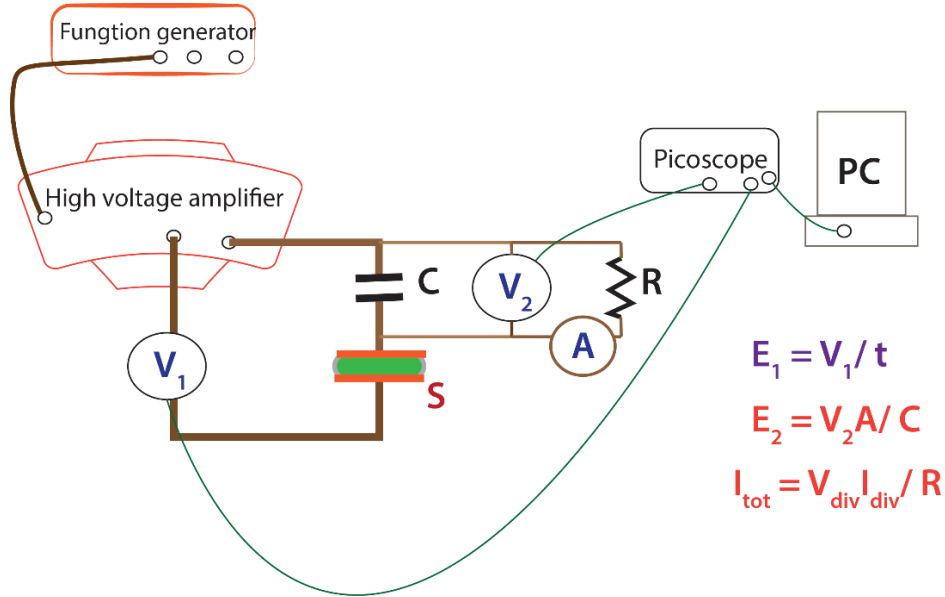 Fungtion generator
High voltage amplifier
Picoscope
PC
C
V2
R
A
V1
S
E1 = V1/ t
E2 = V2A/ C
Itot = VdivIdiv/ R